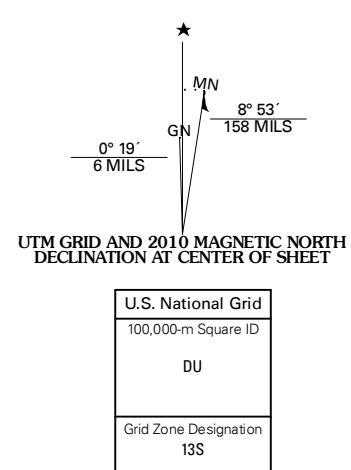 MN
8° 53´
158 MILS
GN
0° 19´
6 MILS
UTM GRID AND 2010 MAGNETIC NORTH
DECLINATION AT CENTER OF SHEET
U.S. National Grid
100,000-m Square ID
DU
Grid Zone Designation
13S